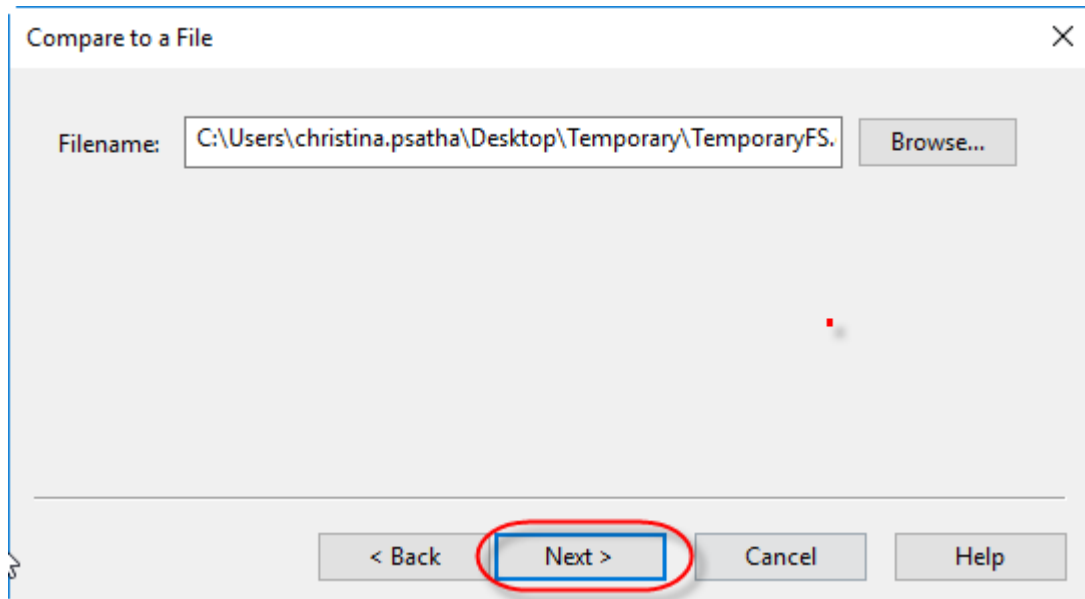 Compare to a File
Filename: C:\Users\christina.psatha\Desktop\Temporary\TemporaryFS. Browse...
< Back Next > Cancel Help